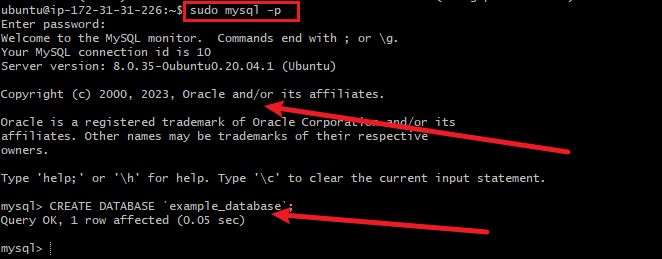 ubuntu@ip-172-31-31-226:~$ sudo mysql -p
Enter password:
Welcome to the MySQL monitor.  Commands end with ; or \g.
Your MySQL connection id is 10
Server version: 8.0.35-0ubuntu0.20.04.1 (Ubuntu)
Copyright (c) 2000, 2023, Oracle and/or its affiliates.
Oracle is a registered trademark of Oracle Corporation and/or its
affiliates. Other names may be trademarks of their respective
owners.
Type 'help;' or '\h' for help. Type '\c' to clear the current input statement.
mysql> CREATE DATABASE `example_database`;
Query OK, 1 row affected (0.05 sec)
mysql>